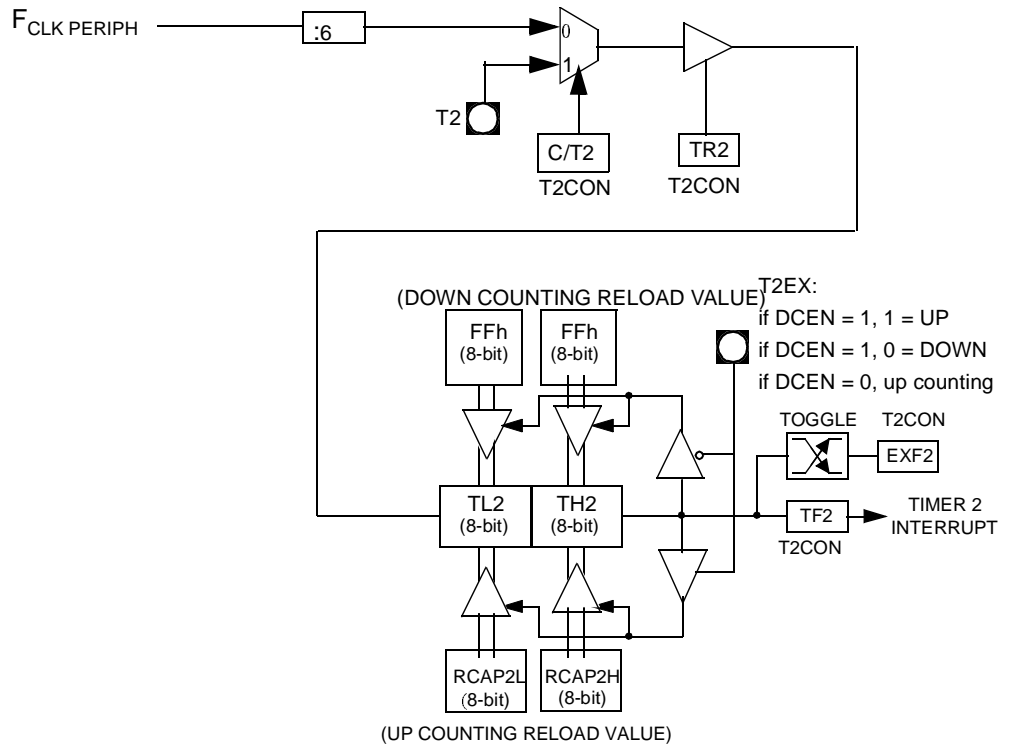 FCLK PERIPH
:6
0
1
T2
C/T2
T2CON
TR2
T2CON
(DOWN COUNTING RELOAD VALUE)
T2EX:
if DCEN = 1, 1 = UP
if DCEN = 1, 0 = DOWN
if DCEN = 0, up counting
FFh
(8-bit)
FFh
(8-bit)
TOGGLE
T2CON
EXF2
TL2
(8-bit)
TH2
(8-bit)
TF2
T2CON
TIMER 2
INTERRUPT
RCAP2L
(8-bit)
RCAP2H
(8-bit)
(UP COUNTING RELOAD VALUE)